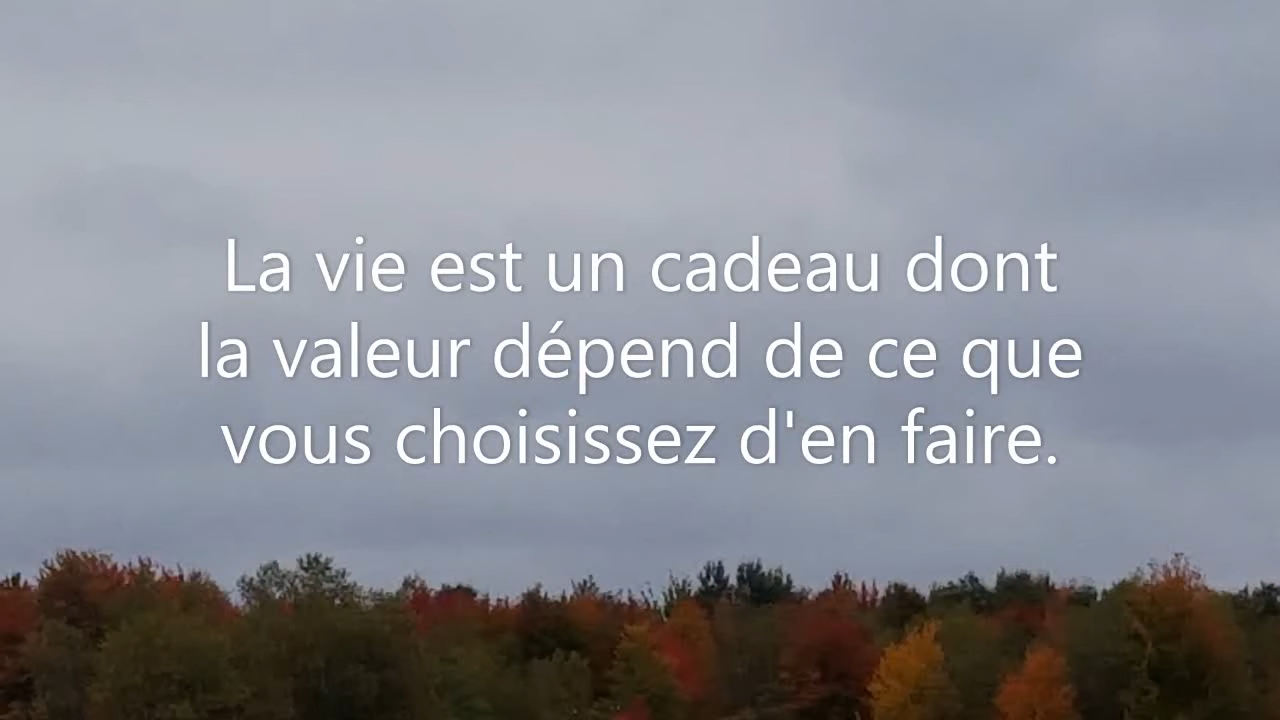 La vie est un cadeau dont
la valeur dépend de ce que
vous choisissez d'en faire.